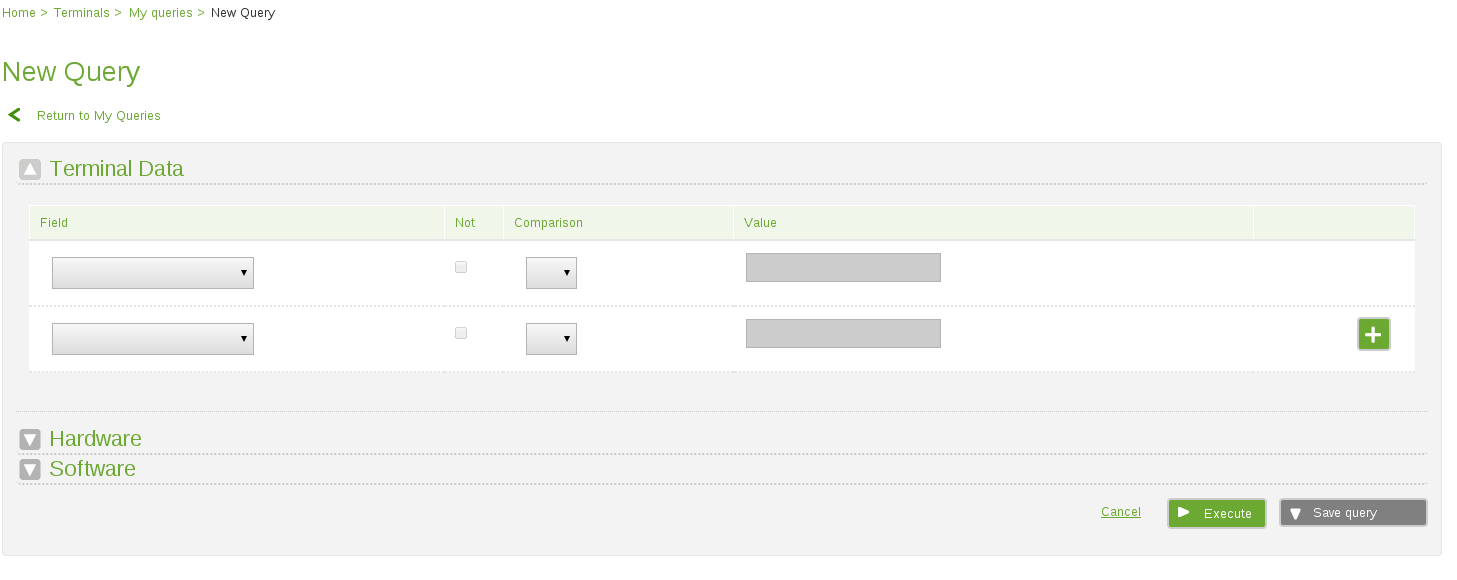 Home > Terminals > My queries > New Query
New Query
Return to My Queries
Terminal Data
Field Not Comparison Value
Hardware
Software
Cancel Execute Save query